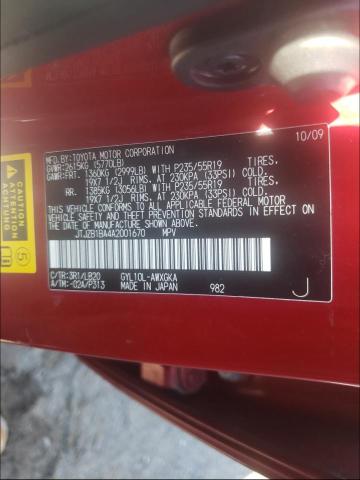 MFD.BY:TOYOTA MOTOR CORPORATION 10/09
GVWR:2615KG (5770LB)
GAWR:FRT. 1360KG (2999LB) WITH P235/55R19 TIRES,
19X7 1/2J RIMS, AT 230KPA (33PSI) COLD.
RR. 1385KG (3056LB) WITH P235/55R19 TIRES,
19X7 1/2J RIMS, AT 230KPA (33PSI) COLD.
THIS VEHICLE CONFORMS TO ALL APPLICABLE FEDERAL MOTOR
VEHICLE SAFETY AND THEFT PREVENTION STANDARDS IN EFFECT ON
THE DATE OF MANUFACTURE SHOWN ABOVE.
JTJZB1BA4A2001670 MPV
C/TR:3R1/LB20 GYL10L-AWXGKA
A/TM:-02A/P313 MADE IN JAPAN 982 J
5